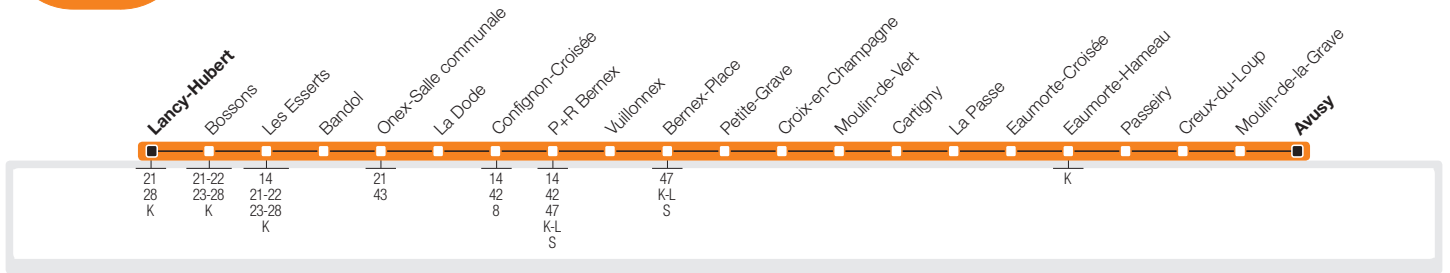 Lancy-Hubert
Bossons
Les Esserts
Bandol
Onex-Salle communale
La Dode
Confignon-Croisée
P+R Bernex
Vuillonnex
Bernex-Place
Petite-Grave
Croix-en-Champagne
Moulin-de-Vert
Cartigny
La Passe
Eaumorte-Croisée
Eaumorte-Hameau
Passeiry
Creux-du-Loup
Moulin-de-la-Grave
Avusy
21
28
K
21-22
23-28
K
14
21-22
23-28
K
21
43
14
42
8
14
42
47
K-L
S
47
K-L
S
K